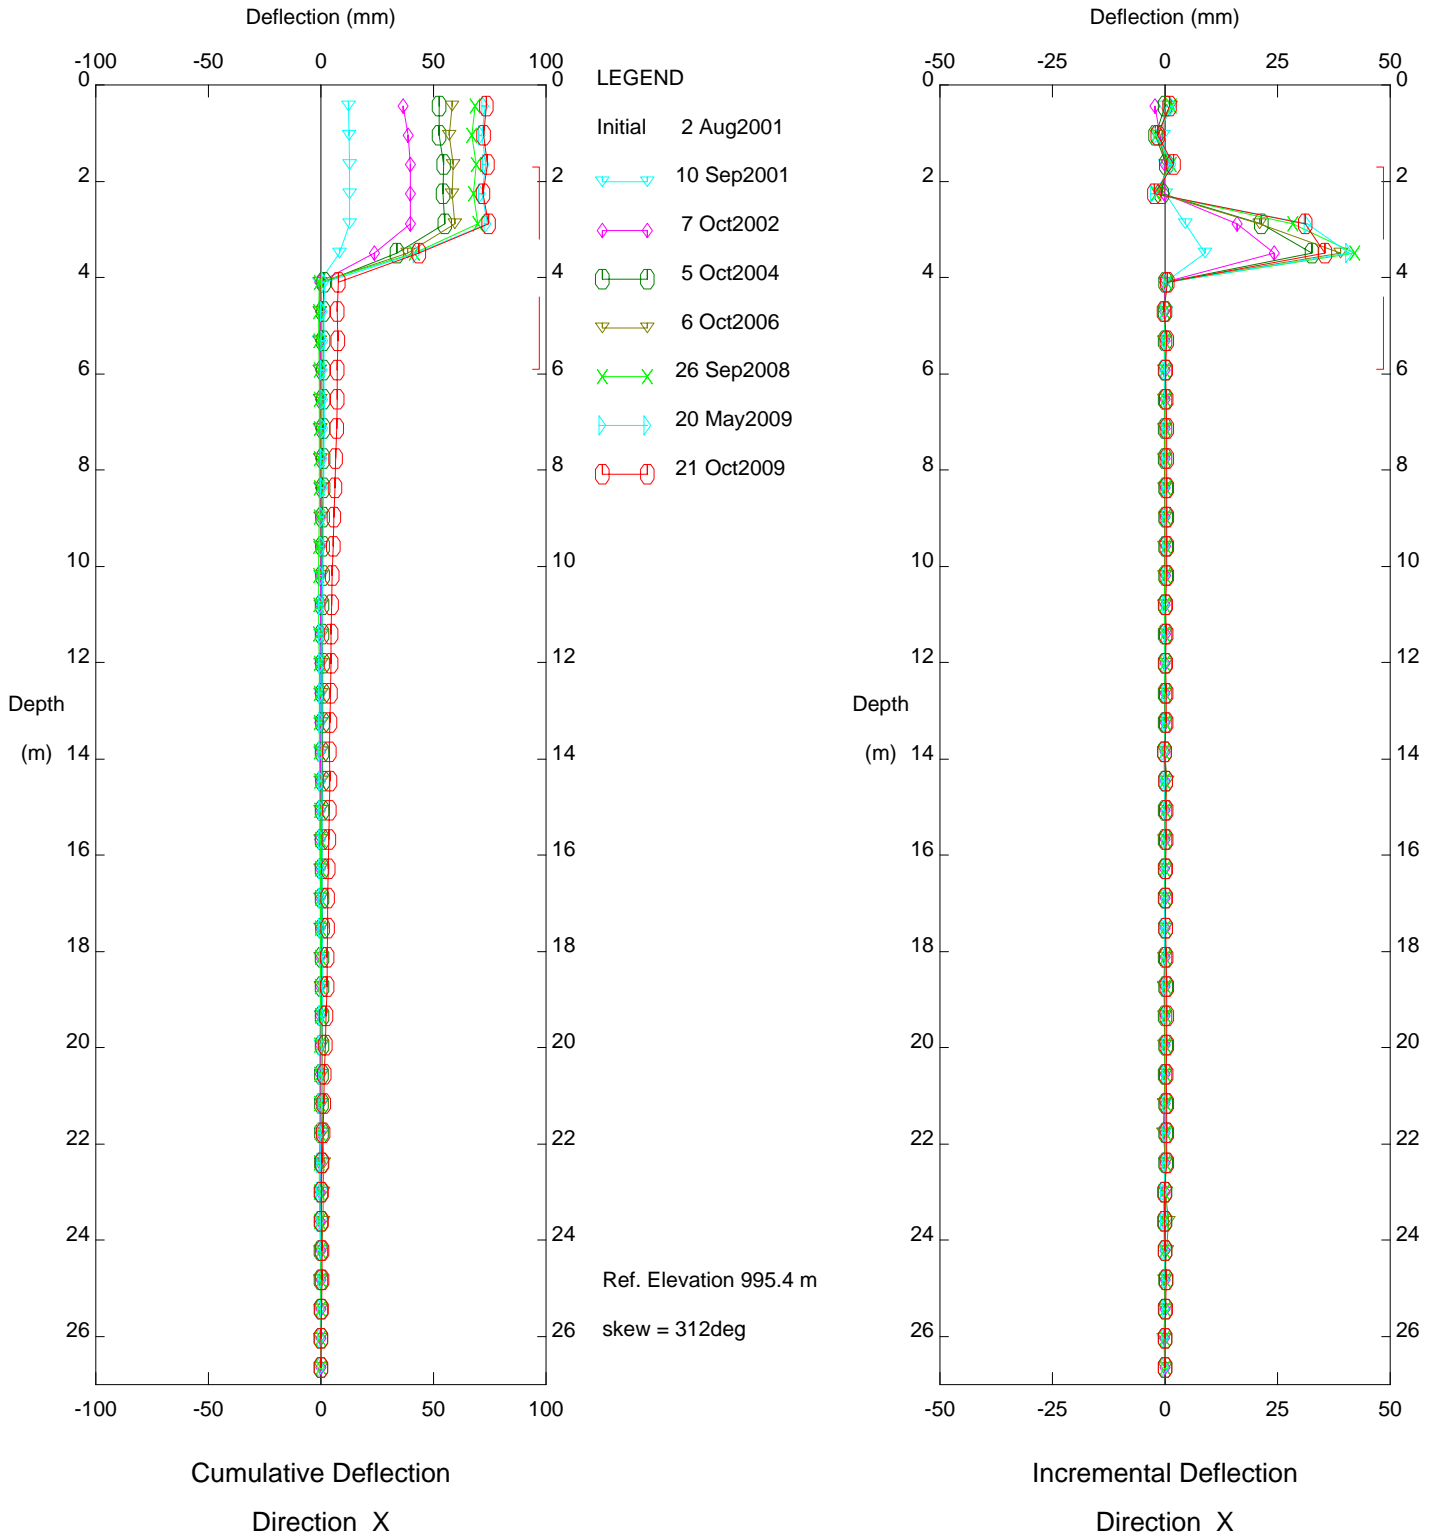 Deflection (mm)
-100 -50 0 50 100
0 0
2 2
4 4
6 6
8 8
10 10
12 12
Depth
(m)
14 14
16 16
18 18
20 20
22 22
24 24
26 26
-100 -50 0 50 100
Cumulative Deflection
Direction X
LEGEND
Initial 2 Aug2001
10 Sep2001
7 Oct2002
5 Oct2004
6 Oct2006
26 Sep2008
20 May2009
21 Oct2009
Ref. Elevation 995.4 m
skew = 312deg
Deflection (mm)
-50 -25 0 25 50
0 0
2 2
4 4
6 6
8 8
10 10
12 12
Depth
(m)
14 14
16 16
18 18
20 20
22 22
24 24
26 26
-50 -25 0 25 50
Incremental Deflection
Direction X